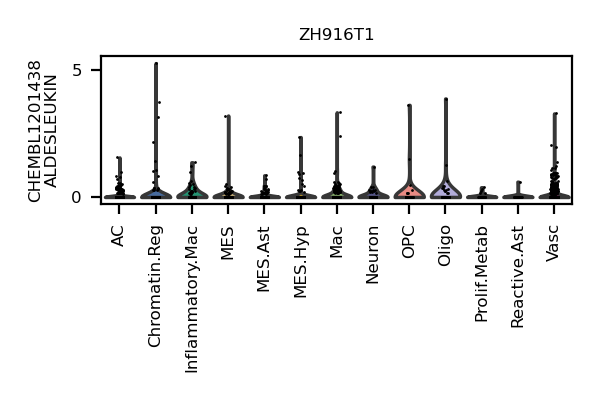 ZH916T1
CHEMBL1201438
ALDESLEUKIN
5
0
AC
Chromatin.Reg
Inflammatory.Mac
MES
MES.Ast
MES.Hyp
Mac
Neuron
OPC
Oligo
Prolif.Metab
Reactive.Ast
Vasc